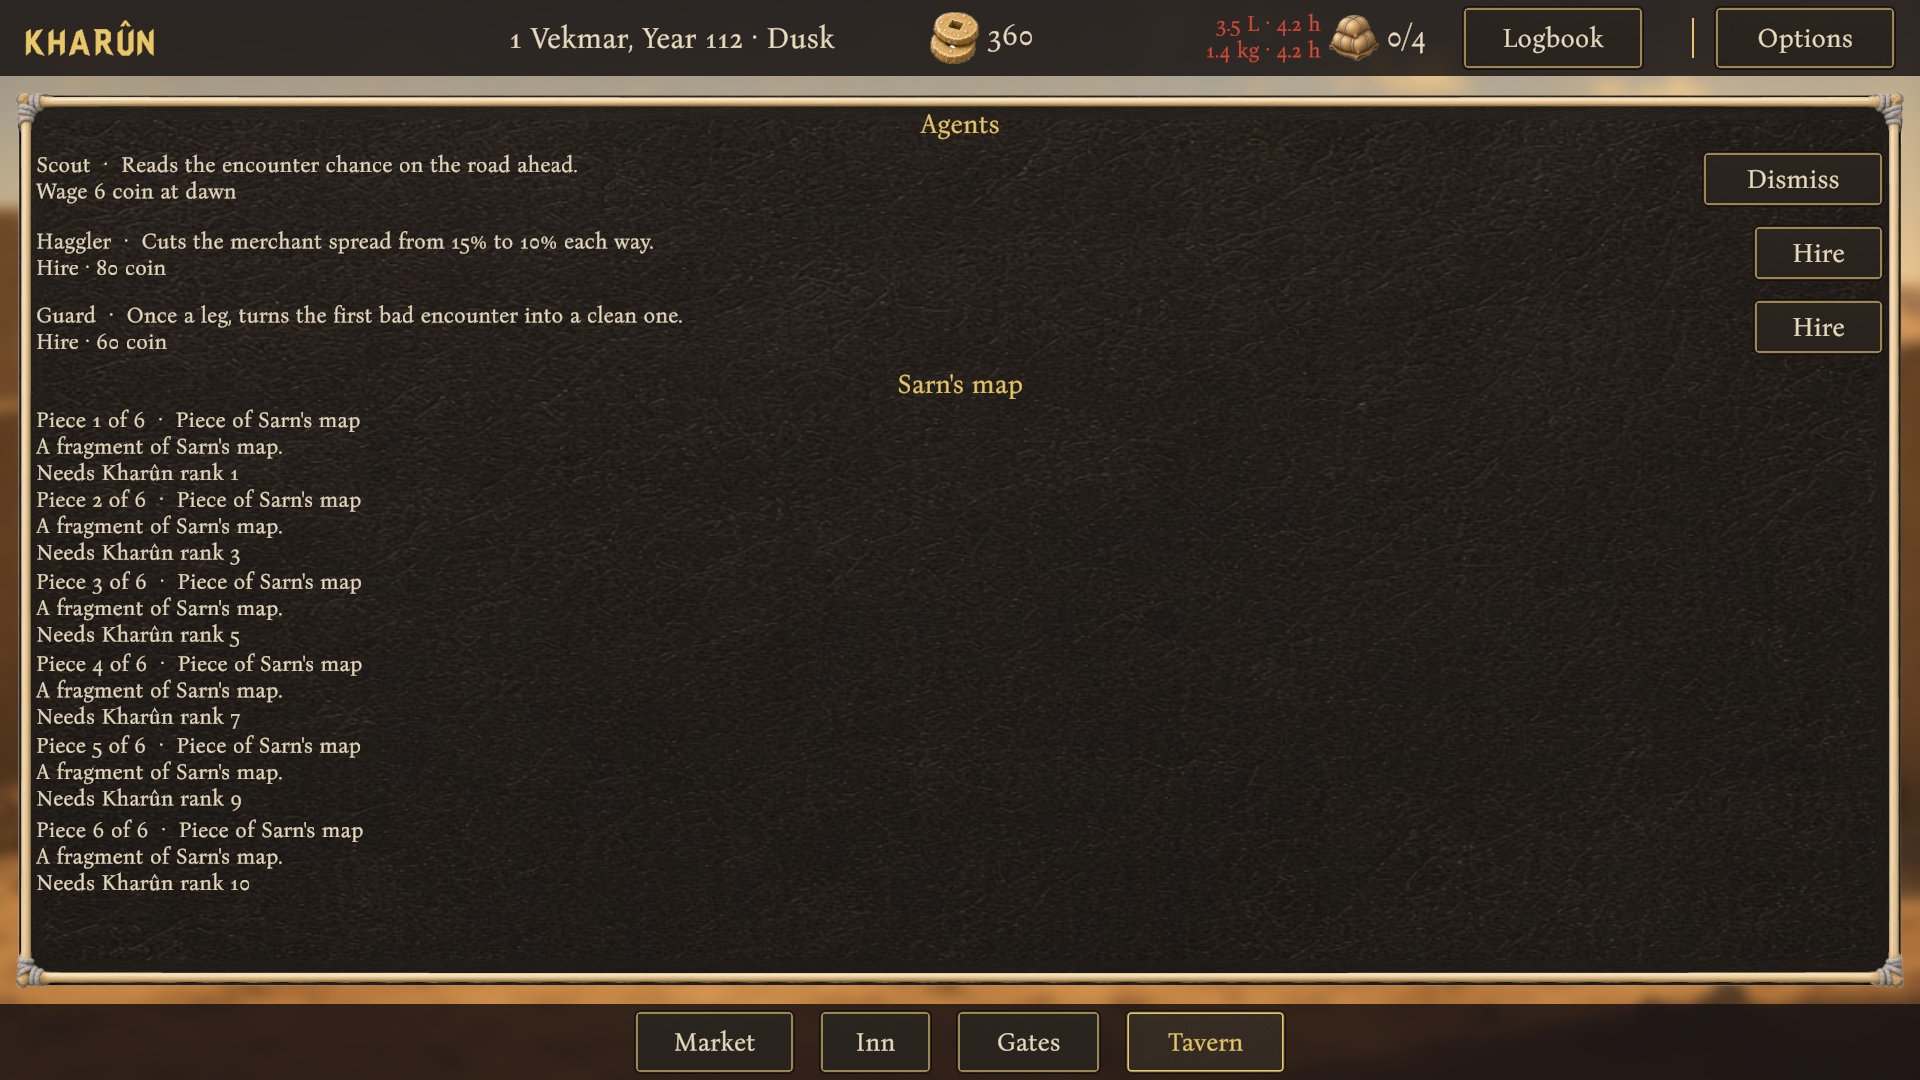 KHARÛN
1 Vekmar, Year 112 · Dusk
360
3.5 L · 4.2 h
1.4 kg · 4.2 h
0/4
Logbook
Options
Agents
Scout · Reads the encounter chance on the road ahead.
Wage 6 coin at dawn
Dismiss
Haggler · Cuts the merchant spread from 15% to 10% each way.
Hire · 80 coin
Hire
Guard · Once a leg, turns the first bad encounter into a clean one.
Hire · 60 coin
Hire
Sarn's map
Piece 1 of 6 · Piece of Sarn's map
A fragment of Sarn's map.
Needs Kharûn rank 1
Piece 2 of 6 · Piece of Sarn's map
A fragment of Sarn's map.
Needs Kharûn rank 3
Piece 3 of 6 · Piece of Sarn's map
A fragment of Sarn's map.
Needs Kharûn rank 5
Piece 4 of 6 · Piece of Sarn's map
A fragment of Sarn's map.
Needs Kharûn rank 7
Piece 5 of 6 · Piece of Sarn's map
A fragment of Sarn's map.
Needs Kharûn rank 9
Piece 6 of 6 · Piece of Sarn's map
A fragment of Sarn's map.
Needs Kharûn rank 10
Market
Inn
Gates
Tavern